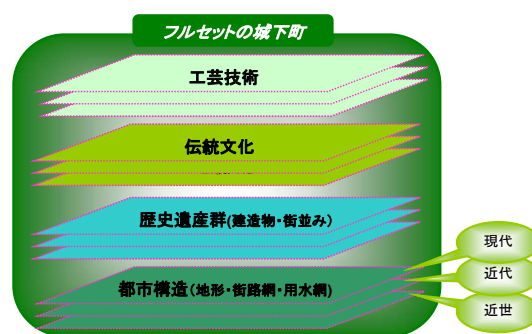 フルセットの城下町
工芸技術
伝統文化
歴史遺産群(建造物・街並み)
都市構造(地形・街路網・用水網)
現代
近代
近世